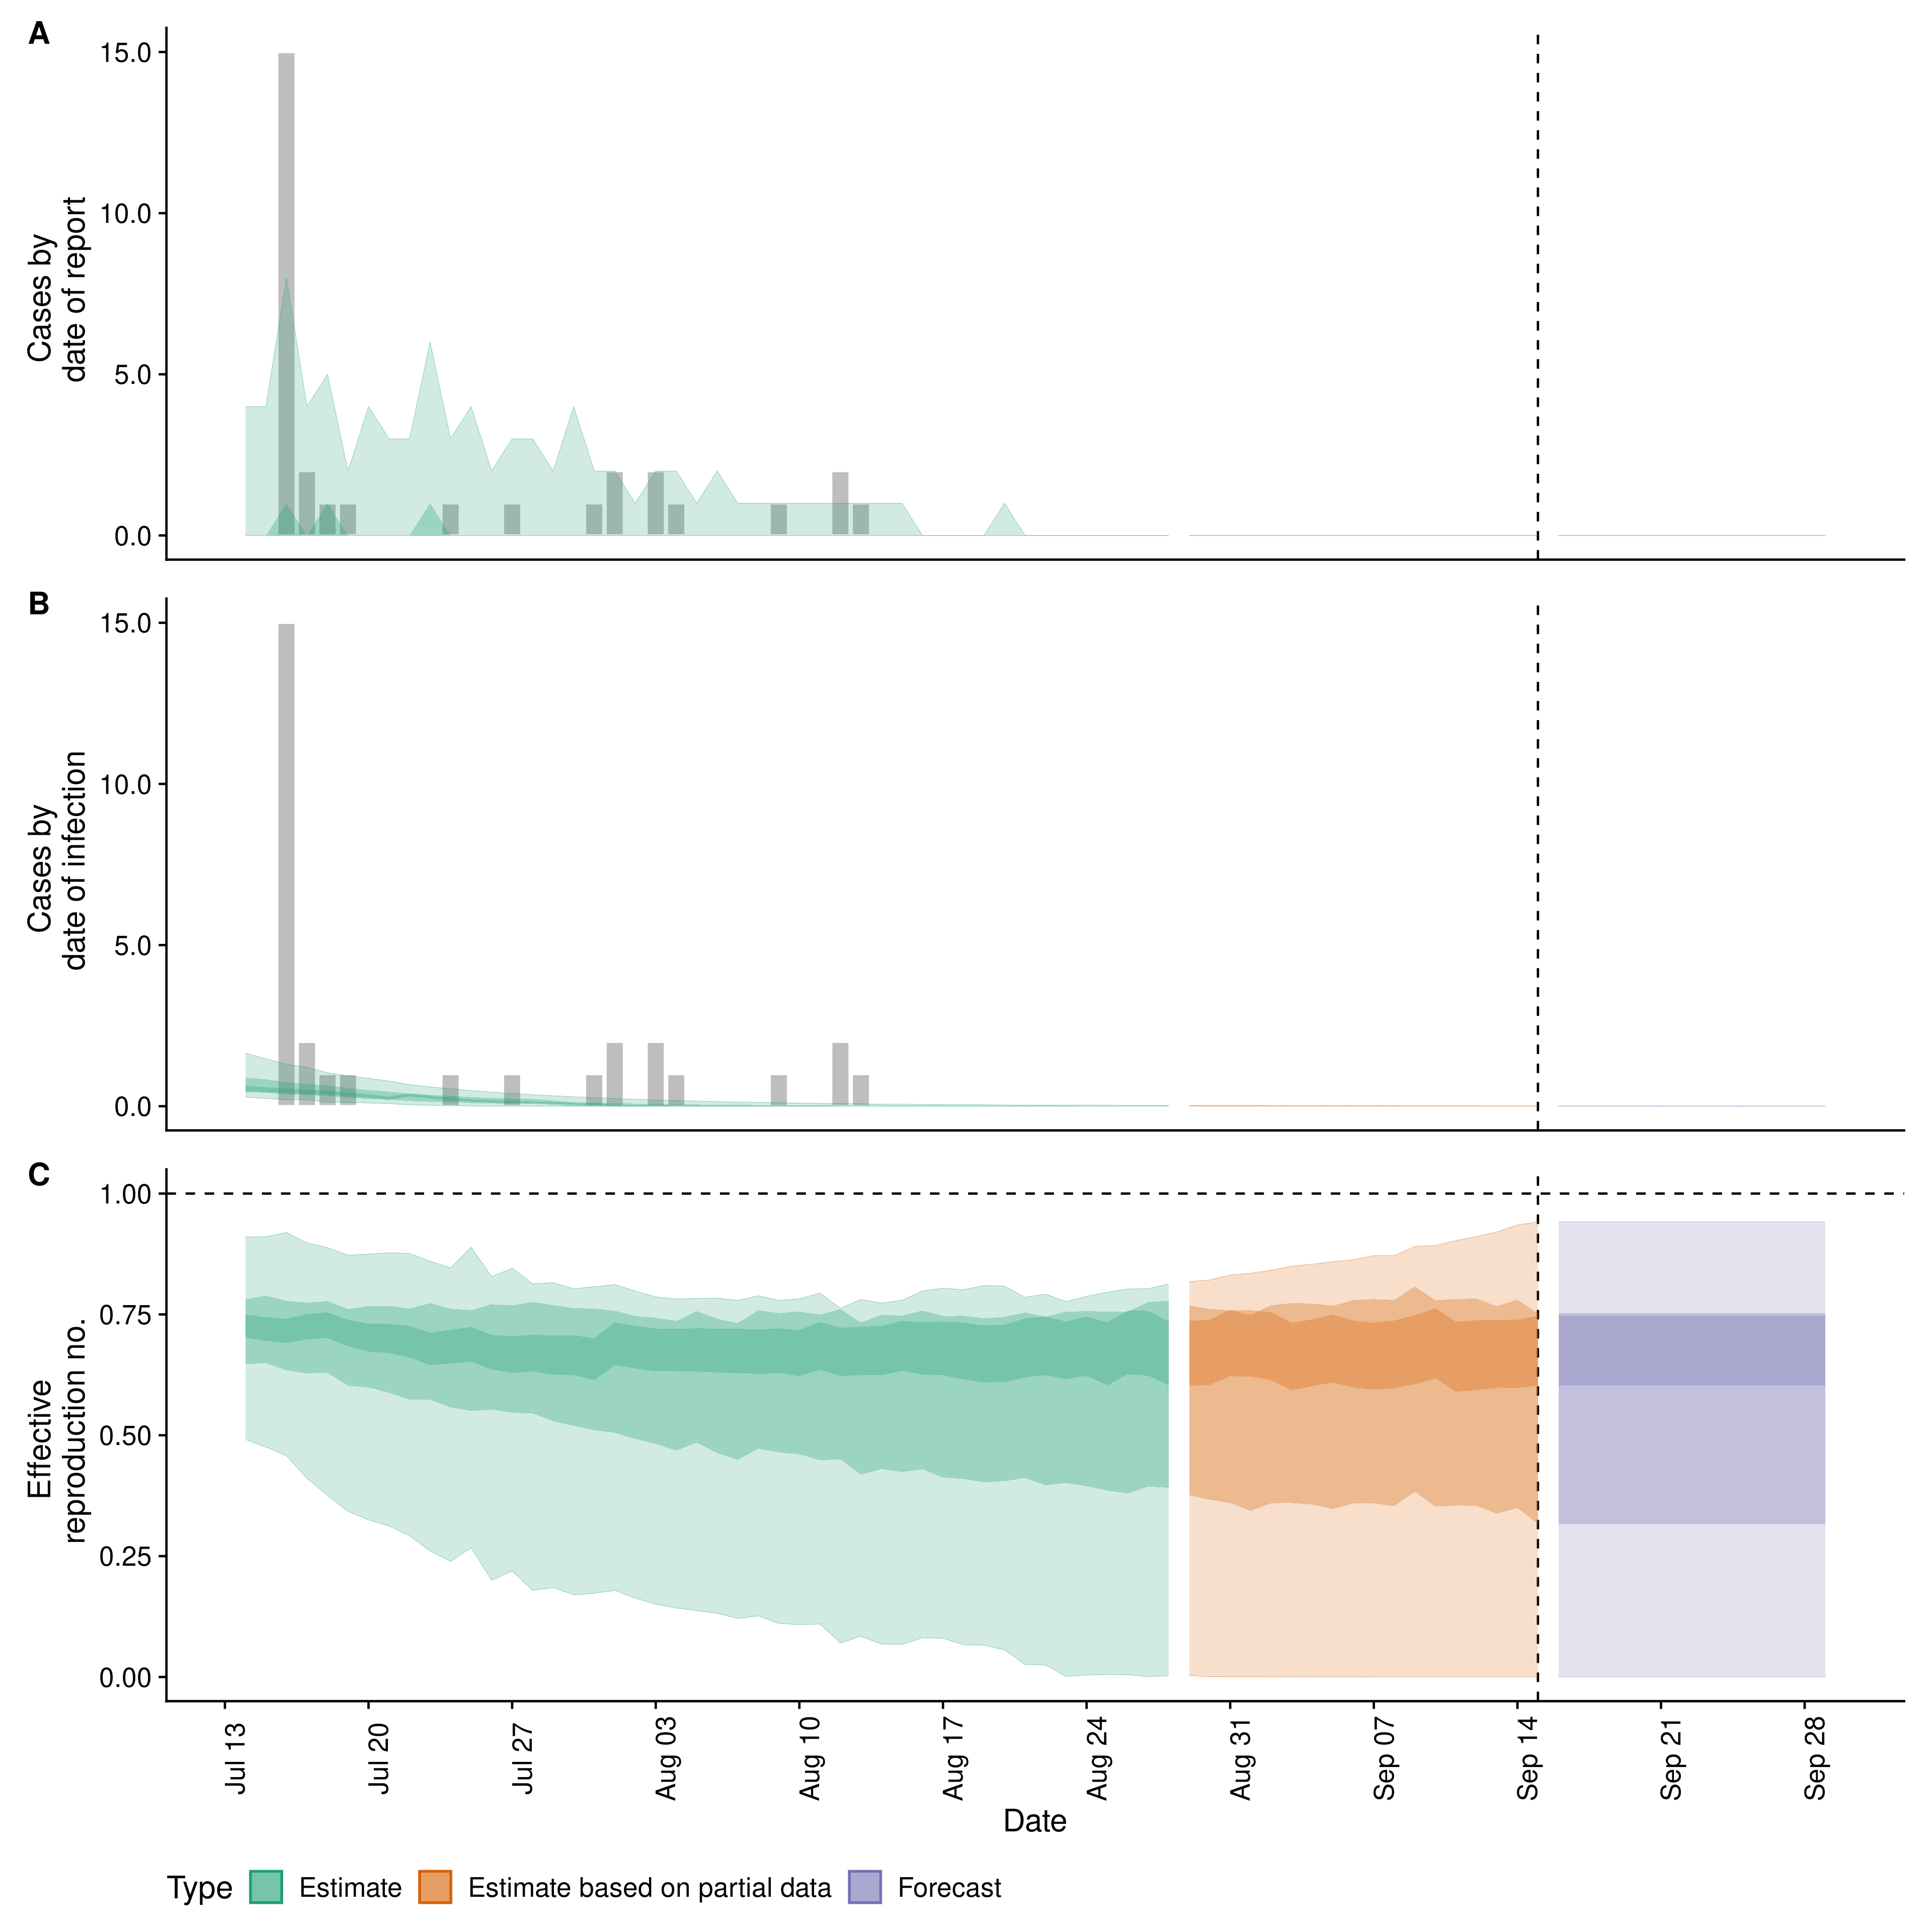 A
Cases by
date of report
15.0
10.0
5.0
0.0
B
Cases by
date of infection
15.0
10.0
5.0
0.0
C
Effective
reproduction no.
1.00
0.75
0.50
0.25
0.00
Jul 13
Jul 20
Jul 27
Aug 03
Aug 10
Aug 17
Aug 24
Aug 31
Sep 07
Sep 14
Sep 21
Sep 28
Date
Type
Estimate
Estimate based on partial data
Forecast